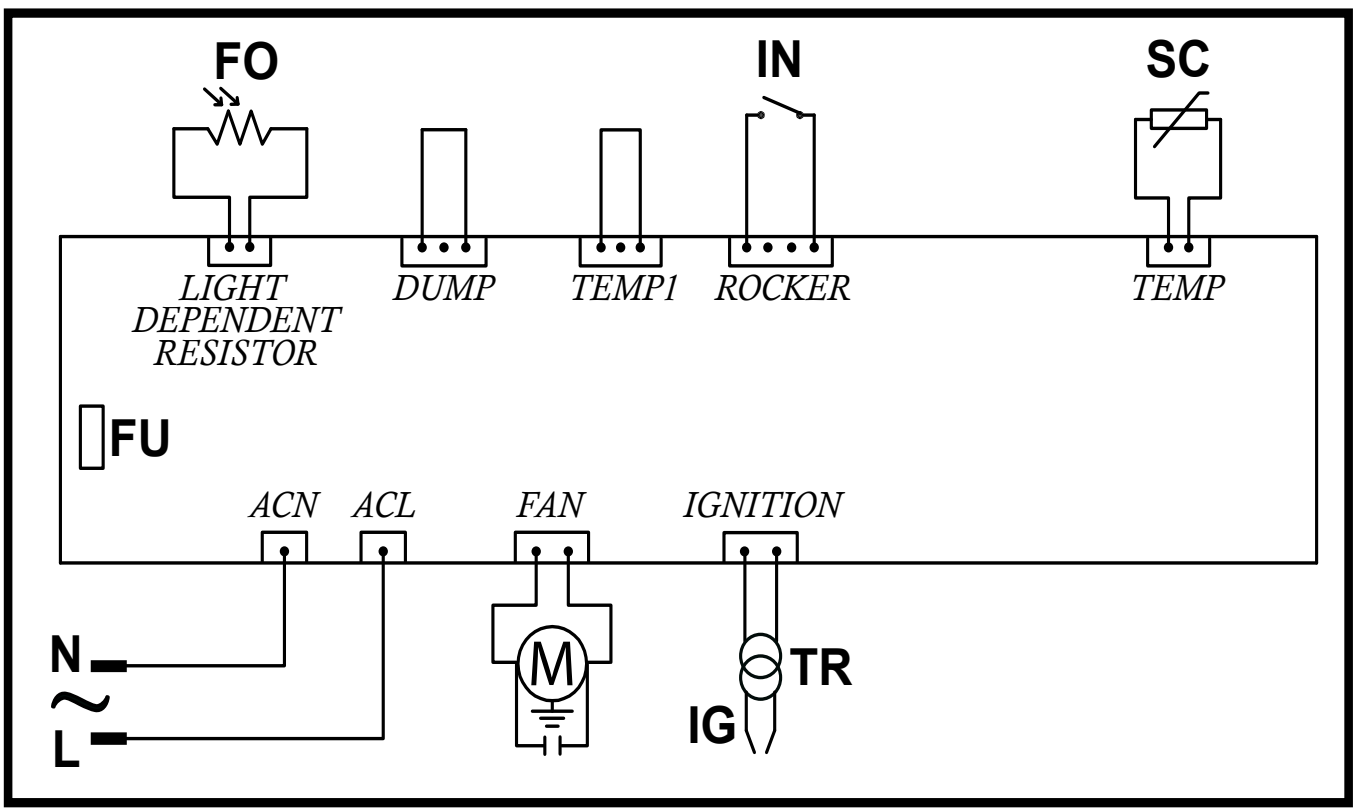 FO
IN
SC
LIGHT
DEPENDENT
RESISTOR
DUMP
TEMP1
ROCKER
TEMP
FU
ACN
ACL
FAN
IGNITION
N
~
L
M
TR
IG